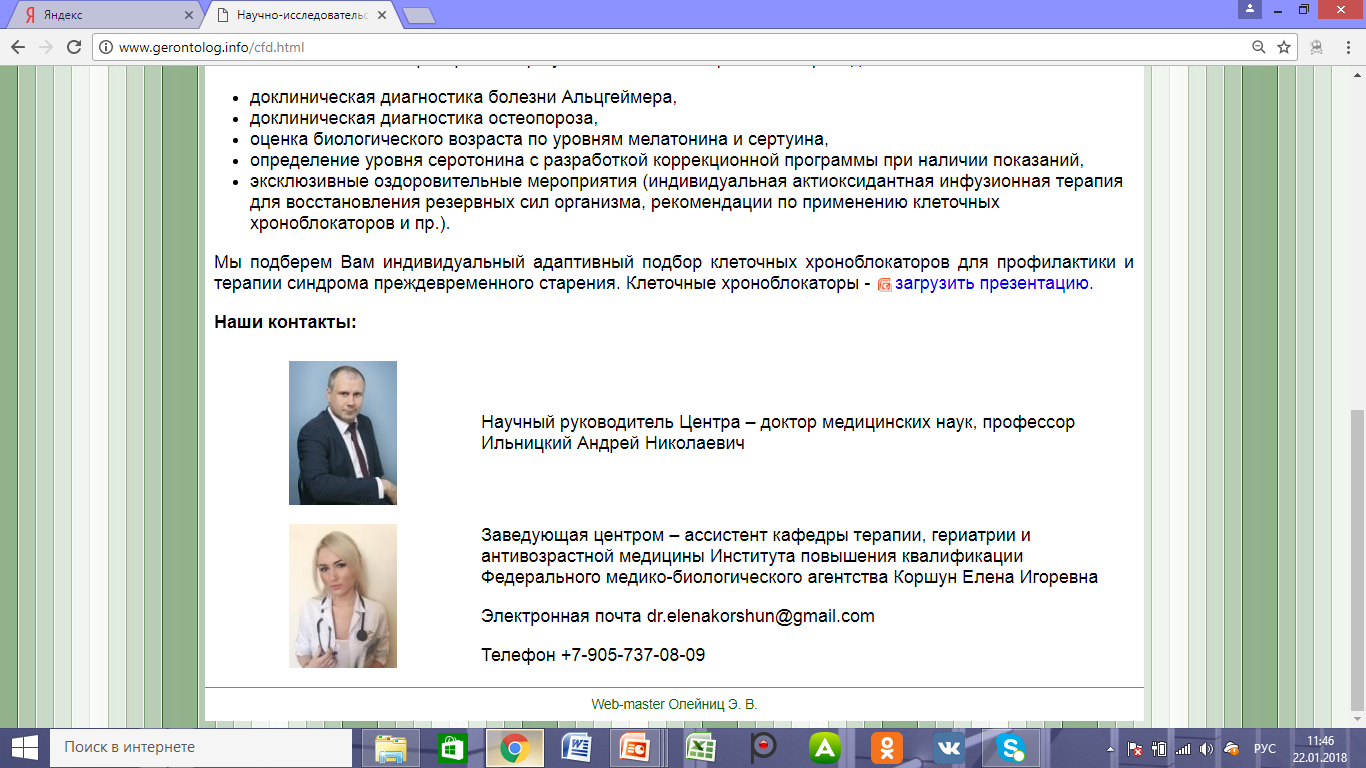 Яндекс
Научно-исследовательс
www.gerontolog.info/cfd.html
доклиническая диагностика болезни Альцгеймера,
доклиническая диагностика остеопороза,
оценка биологического возраста по уровням мелатонина и сертуина,
определение уровня серотонина с разработкой коррекционной программы при наличии показаний,
эксклюзивные оздоровительные мероприятия (индивидуальная актиоксидантная инфузионная терапия
для восстановления резервных сил организма, рекомендации по применению клеточных
хроноблокаторов и пр.).
Мы подберем Вам индивидуальный адаптивный подбор клеточных хроноблокаторов для профилактики и
терапии синдрома преждевременного старения. Клеточные хроноблокаторы - загрузить презентацию.
Наши контакты:
Научный руководитель Центра – доктор медицинских наук, профессор
Ильницкий Андрей Николаевич
Заведующая центром – ассистент кафедры терапии, гериатрии и
антивозрастной медицины Института повышения квалификации
Федерального медико-биологического агентства Коршун Елена Игоревна
Электронная почта dr.elenakorshun@gmail.com
Телефон +7-905-737-08-09
Web-master Олейниц Э. В.
Поиск в интернете
РУС
11:46
22.01.2018